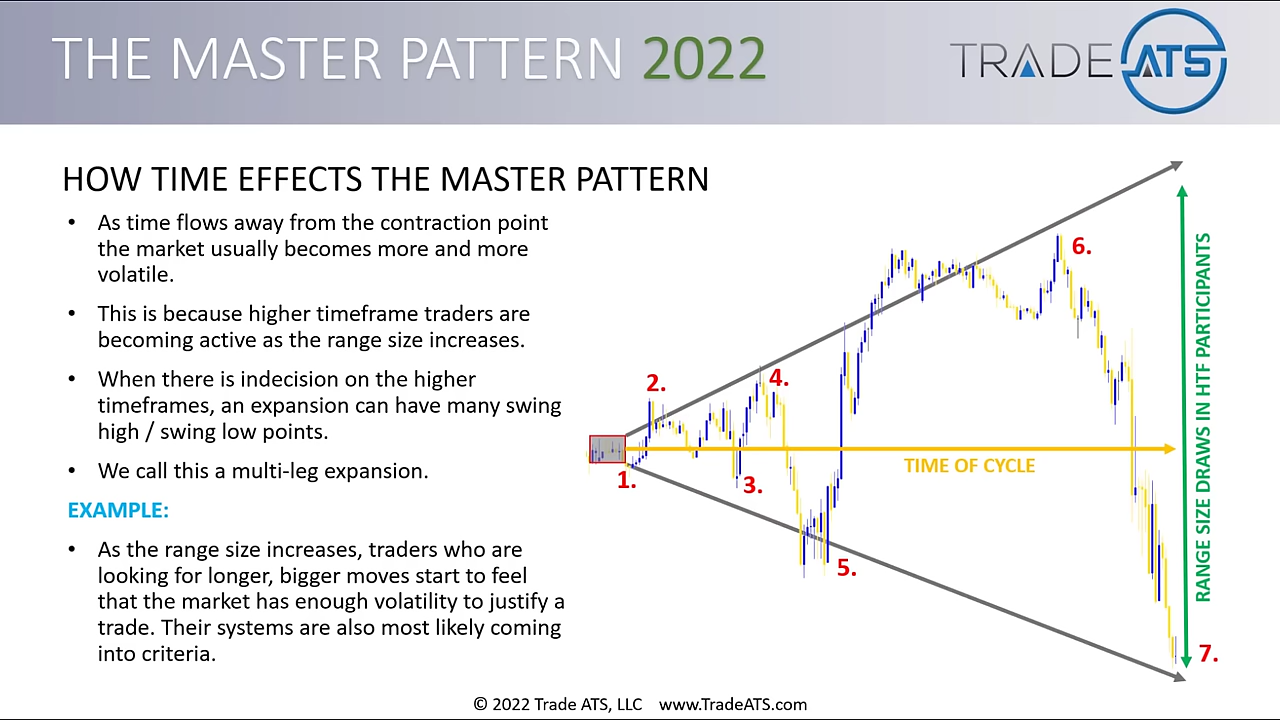 THE MASTER PATTERN 2022
TRADE ATS
HOW TIME EFFECTS THE MASTER PATTERN
• As time flows away from the contraction point
the market usually becomes more and more
volatile.
• This is because higher timeframe traders are
becoming active as the range size increases.
• When there is indecision on the higher
timeframes, an expansion can have many swing
high / swing low points.
• We call this a multi-leg expansion.
EXAMPLE:
• As the range size increases, traders who are
looking for longer, bigger moves start to feel
that the market has enough volatility to justify a
trade. Their systems are also most likely coming
into criteria.
1.
2.
3.
4.
5.
6.
7.
TIME OF CYCLE
RANGE SIZE DRAWS IN HTF PARTICIPANTS
© 2022 Trade ATS, LLC www.TradeATS.com